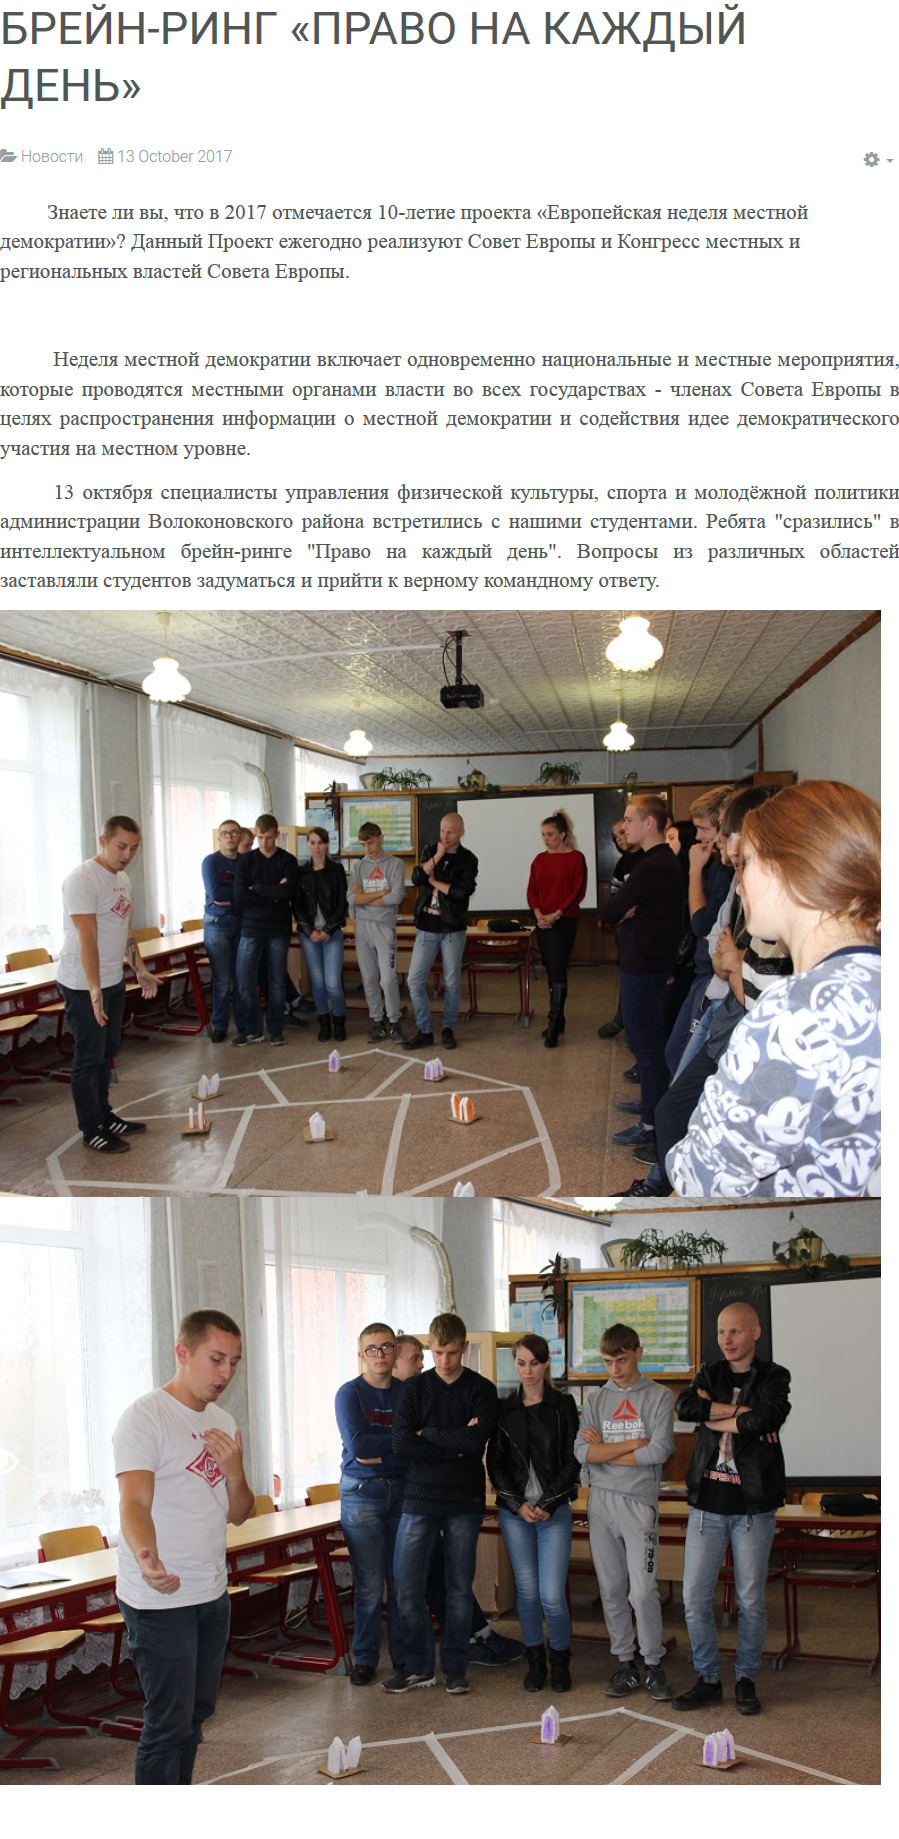 БРЕЙН-РИНГ «ПРАВО НА КАЖДЫЙ
ДЕНЬ»
Новости 13 October 2017
Знаете ли вы, что в 2017 отмечается 10-летие проекта «Европейская неделя местной
демократии»? Данный Проект ежегодно реализуют Совет Европы и Конгресс местных и
региональных властей Совета Европы.
Неделя местной демократии включает одновременно национальные и местные мероприятия,
которые проводятся местными органами власти во всех государствах - членах Совета Европы в
целях распространения информации о местной демократии и содействия идее демократического
участия на местном уровне.
13 октября специалисты управления физической культуры, спорта и молодёжной политики
администрации Волоконовского района встретились с нашими студентами. Ребята "сразились" в
интеллектуальном брейн-ринге "Право на каждый день". Вопросы из различных областей
заставляли студентов задуматься и прийти к верному командному ответу.
Reebok
Reebok
79-09